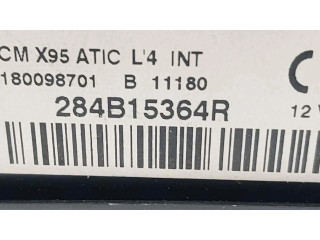 CM X95 ATIC L'4 INT
180098701 B 11180
284B15364R
12 V